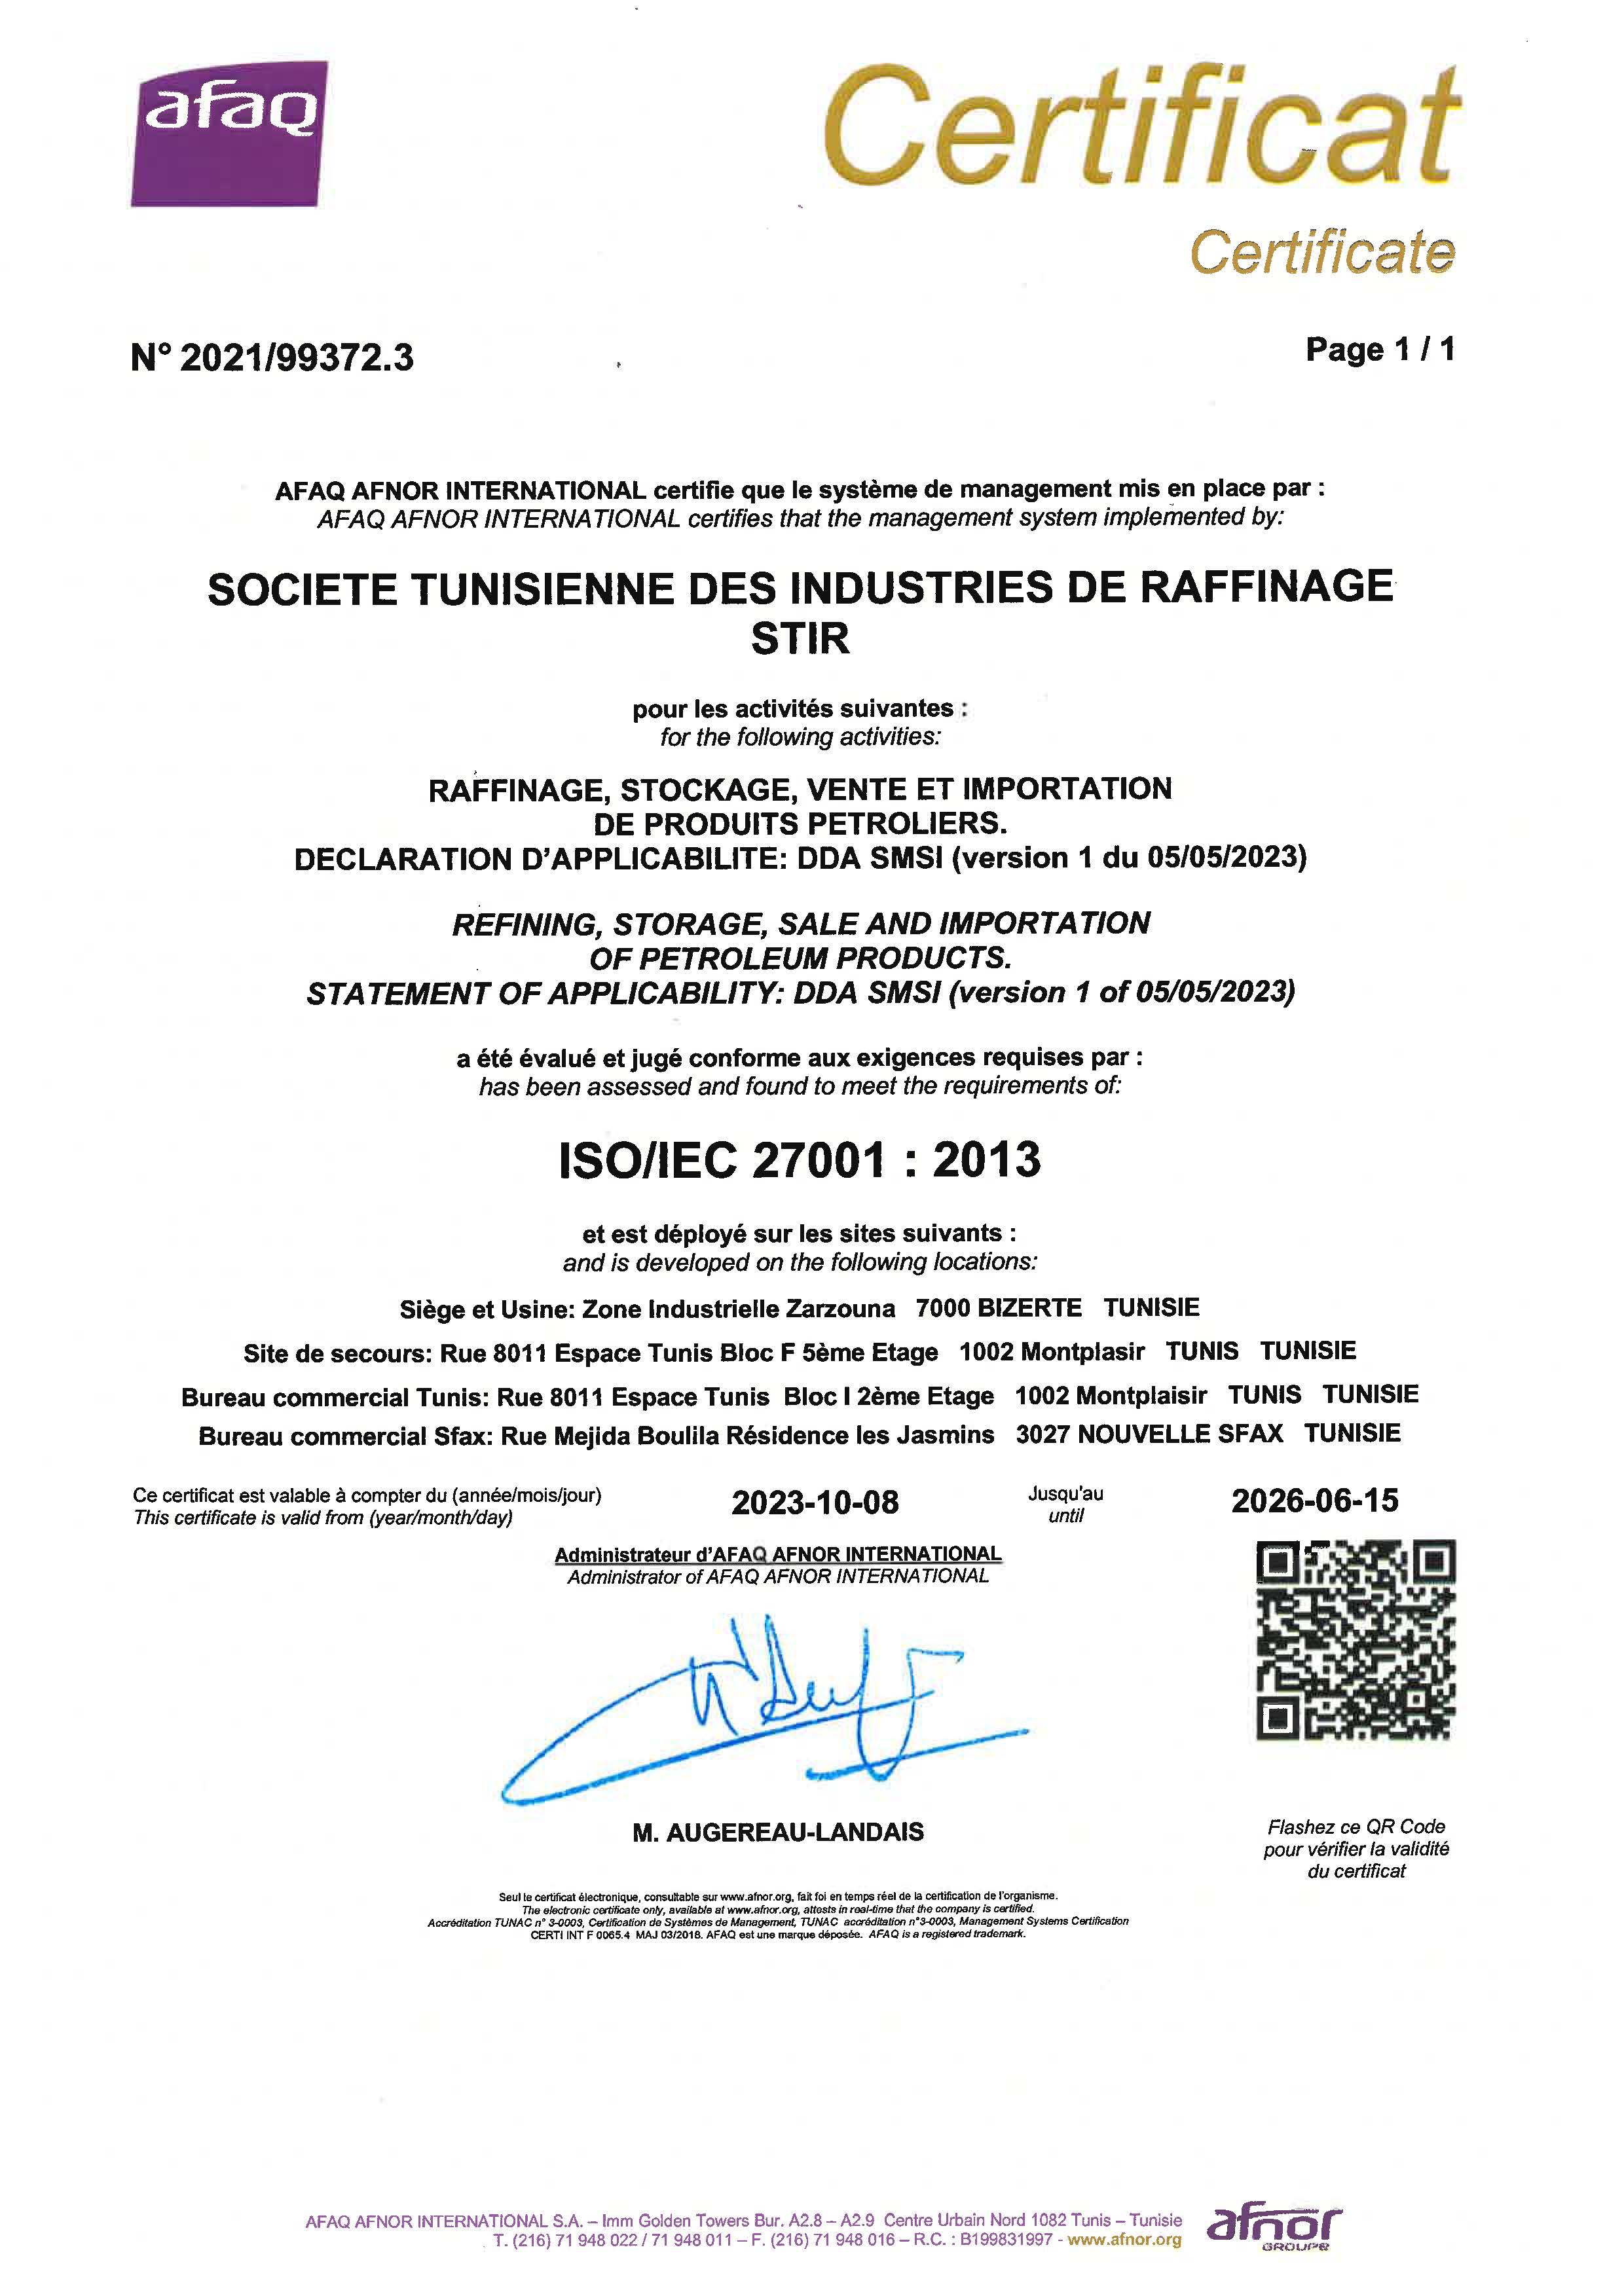 afaq
Certificat
Certificate
N° 2021/99372.3
Page 1 / 1
AFAQ AFNOR INTERNATIONAL certifie que le système de management mis en place par :
AFAQ AFNOR INTERNATIONAL certifies that the management system implemented by:
SOCIETE TUNISIENNE DES INDUSTRIES DE RAFFINAGE
STIR
pour les activités suivantes :
for the following activities:
RAFFINAGE, STOCKAGE, VENTE ET IMPORTATION
DE PRODUITS PETROLIERS.
DECLARATION D'APPLICABILITE: DDA SMSI (version 1 du 05/05/2023)
REFINING, STORAGE, SALE AND IMPORTATION
OF PETROLEUM PRODUCTS.
STATEMENT OF APPLICABILITY: DDA SMSI (version 1 of 05/05/2023)
a été évalué et jugé conforme aux exigences requises par :
has been assessed and found to meet the requirements of:
ISO/IEC 27001 : 2013
et est déployé sur les sites suivants :
and is developed on the following locations:
Siège et Usine: Zone Industrielle Zarzouna 7000 BIZERTE TUNISIE
Site de secours: Rue 8011 Espace Tunis Bloc F 5ème Etage 1002 Montplasir TUNIS TUNISIE
Bureau commercial Tunis: Rue 8011 Espace Tunis Bloc I 2ème Etage 1002 Montplaisir TUNIS TUNISIE
Bureau commercial Sfax: Rue Mejida Boulila Résidence les Jasmins 3027 NOUVELLE SFAX TUNISIE
Ce certificat est valable à compter du (année/mois/jour)
This certificate is valid from (year/month/day)
2023-10-08
Jusqu'au
until
2026-06-15
Administrateur d'AFAQ AFNOR INTERNATIONAL
Administrator of AFAQ AFNOR INTERNATIONAL
M. AUGEREAU-LANDAIS
Flashez ce QR Code
pour vérifier la validité
du certificat
Seul le certificat électronique, consultable sur www.afnor.org, fait foi en temps réel de la certification de l'organisme.
The electronic certificate only, available at www.afnor.org, attests in real-time that the company is certified.
Accréditation TUNAC n° 3-0003, Certification de Systèmes de Management, TUNAC accréditation n°3-0003, Management Systems Certification
CERTI INT F 0065.4 MAJ 03/2018. AFAQ est une marque déposée. AFAQ is a registered trademark.
AFAQ AFNOR INTERNATIONAL S.A. – Imm Golden Towers Bur. A2.8 – A2.9 Centre Urbain Nord 1082 Tunis – Tunisie
T. (216) 71 948 022 / 71 948 011 – F. (216) 71 948 016 – R.C. : B199831997 - www.afnor.org
afnor
GROUPE